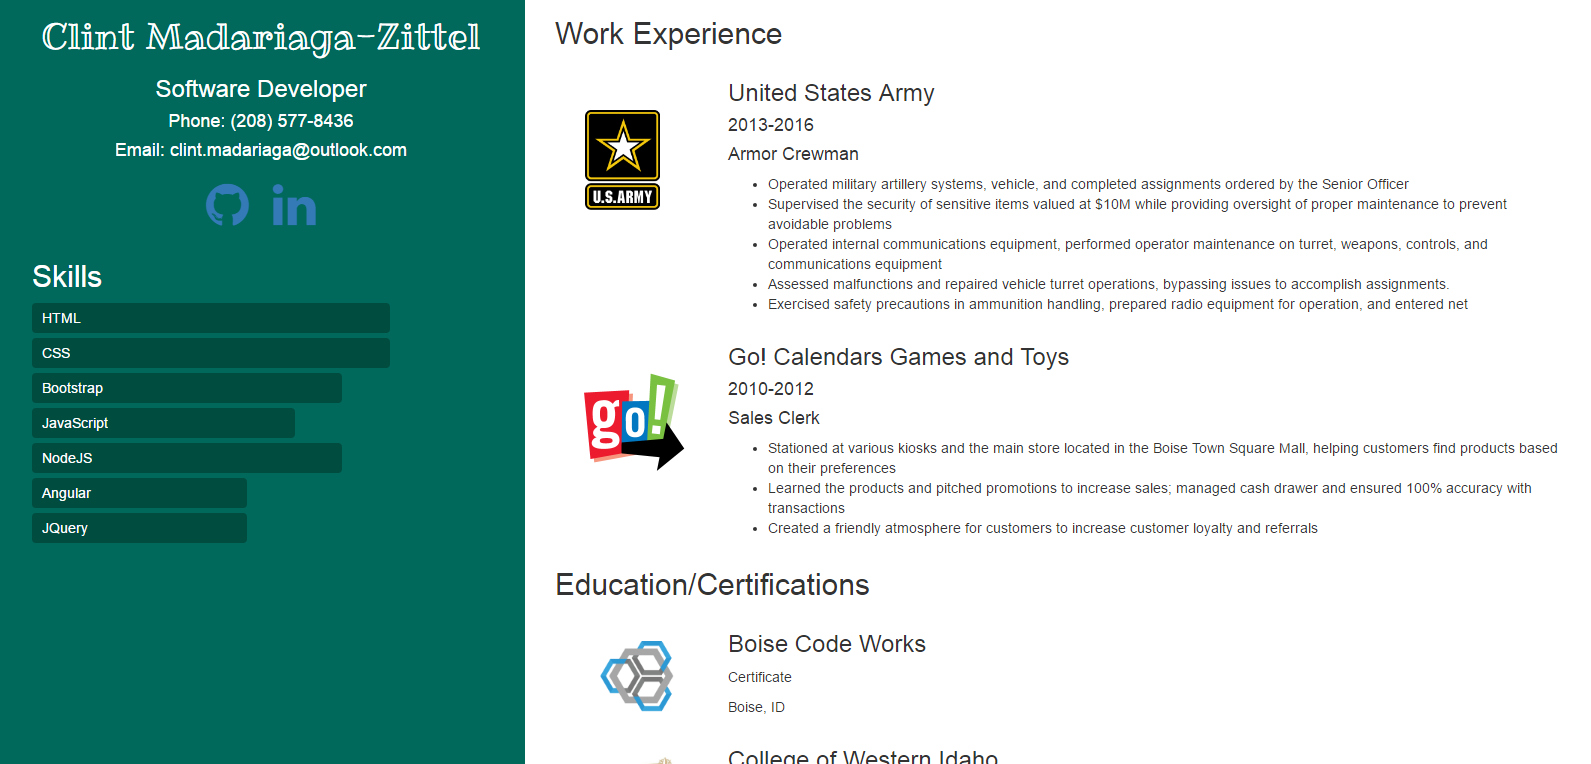 Clint Madariaga-Zittel
Software Developer
Phone: (208) 577-8436
Email: clint.madariaga@outlook.com
in
Skills
HTML
CSS
Bootstrap
JavaScript
NodeJS
Angular
JQuery
Work Experience
U.S.ARMY
United States Army
2013-2016
Armor Crewman
Operated military artillery systems, vehicle, and completed assignments ordered by the Senior Officer
Supervised the security of sensitive items valued at $10M while providing oversight of proper maintenance to prevent
avoidable problems
Operated internal communications equipment, performed operator maintenance on turret, weapons, controls, and
communications equipment
Assessed malfunctions and repaired vehicle turret operations, bypassing issues to accomplish assignments.
Exercised safety precautions in ammunition handling, prepared radio equipment for operation, and entered net
go!
Go! Calendars Games and Toys
2010-2012
Sales Clerk
Stationed at various kiosks and the main store located in the Boise Town Square Mall, helping customers find products based
on their preferences
Learned the products and pitched promotions to increase sales; managed cash drawer and ensured 100% accuracy with
transactions
Created a friendly atmosphere for customers to increase customer loyalty and referrals
Education/Certifications
Boise Code Works
Certificate
Boise, ID
College of Western Idaho